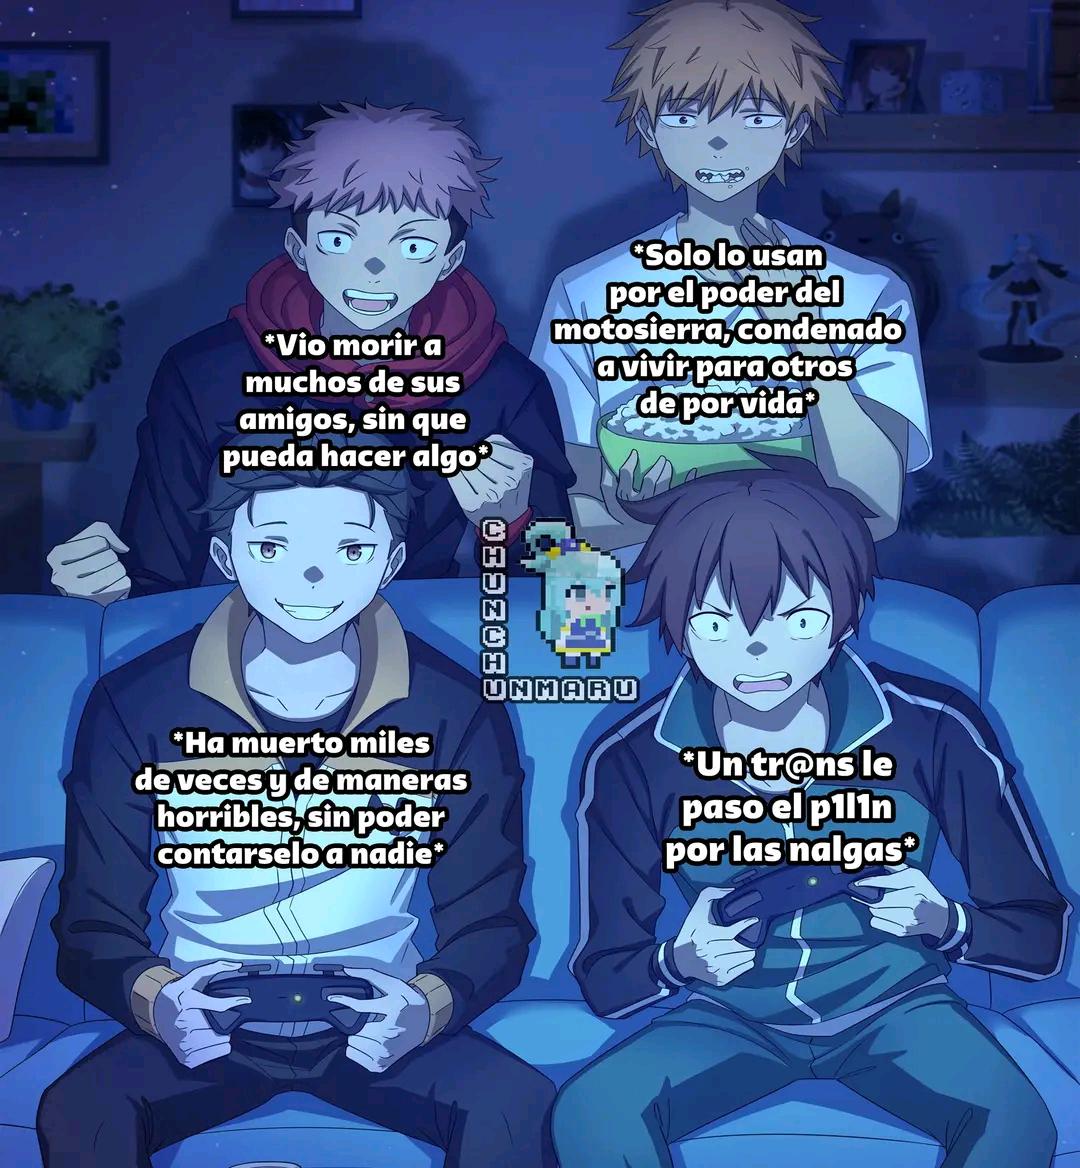 *Solo lo usan
por el poder del
motosierra, condenado
a vivir para otros
de por vida*
*Vio morir a
muchos de sus
amigos, sin que
pueda hacer algo*
CHUNCHUNMARU
*Ha muerto miles
de veces y de maneras
horribles, sin poder
contarselo a nadie*
*Un tr@ns le
paso el p1l1n
por las nalgas*